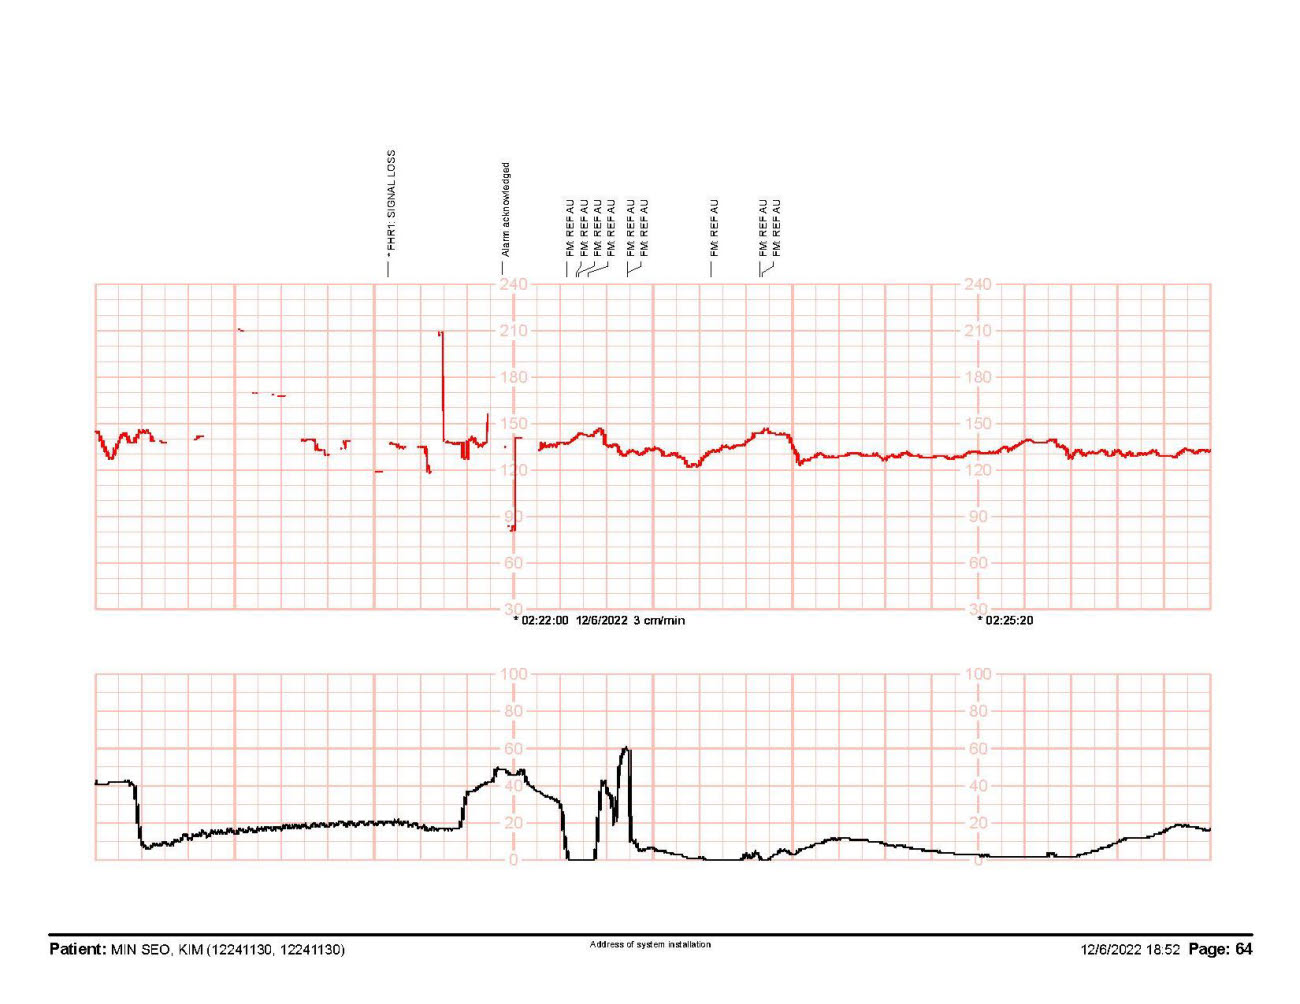 * FHR1: SIGNAL LOSS
Alarm acknowledged
FM: REF AU
FM: REF AU
FM: REF AU
FM: REF AU
FM: REF AU
FM: REF AU
FM: REF AU
FM: REF AU
FM: REF AU
240 240
210 210
180 180
150 150
120 120
90 90
60 60
30 30
* 02:22:00 12/6/2022 3 cm/min * 02:25:20
100 100
80 80
60 60
40 40
20 20
0 0
Patient: MIN SEO, KIM (12241130, 12241130) Address of system installation 12/6/2022 18:52 Page: 64